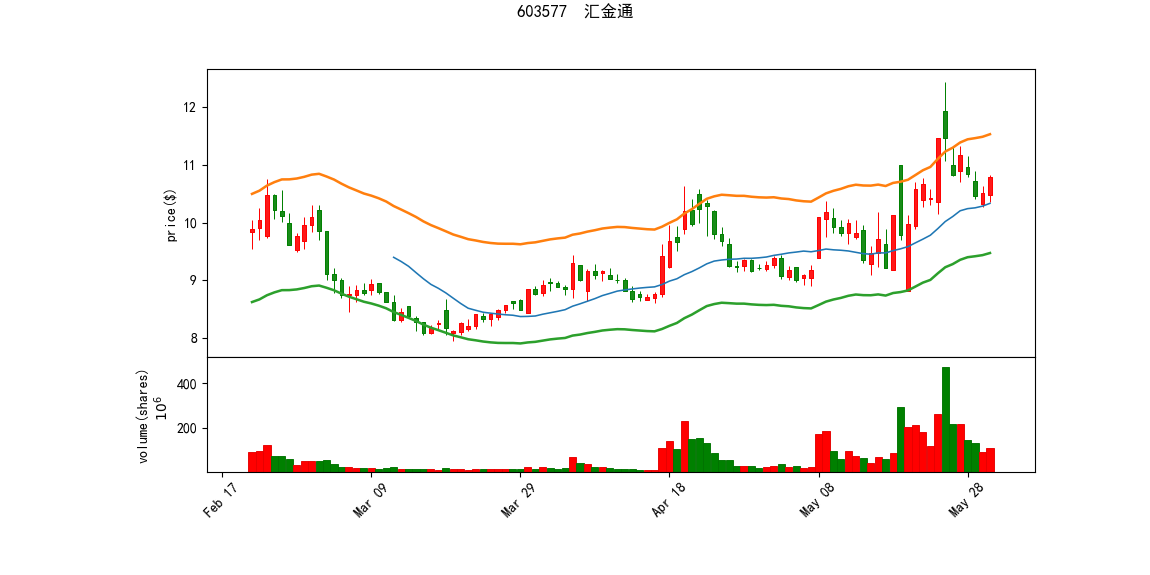 603577 汇金通
price($)
12
11
10
9
8
volume(shares)
10^6
400
200
Feb 17
Mar 09
Mar 29
Apr 18
May 08
May 28